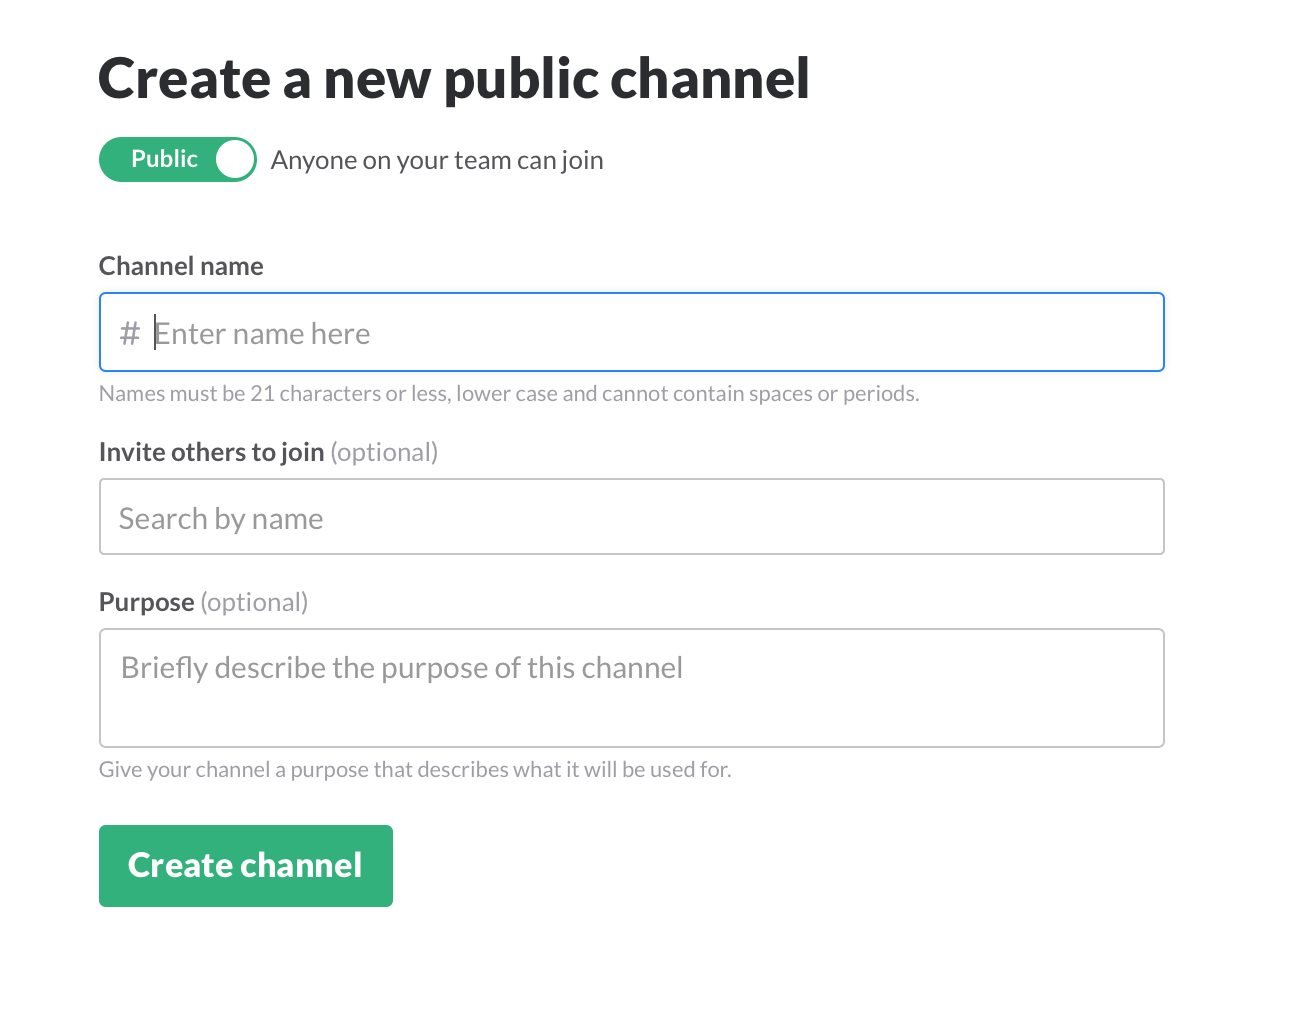 Create a new public channel
Public Anyone on your team can join
Channel name
# Enter name here
Names must be 21 characters or less, lower case and cannot contain spaces or periods.
Invite others to join (optional)
Search by name
Purpose (optional)
Briefly describe the purpose of this channel
Give your channel a purpose that describes what it will be used for.
Create channel